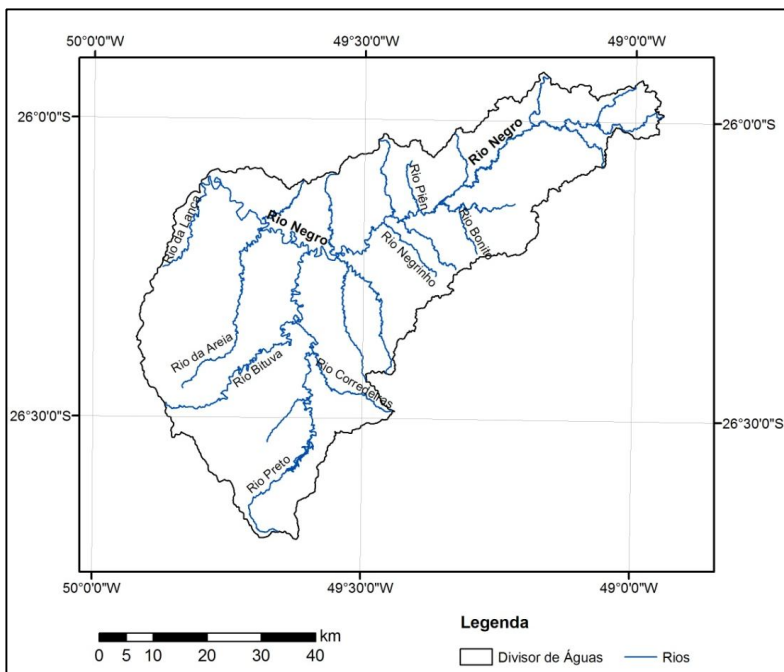 50°0'0"W 49°30'0"W 49°0'0"W
26°0'0"S 26°0'0"S
Rio Negro
Rio Piên
Rio da Lança
Rio Negro
Rio Bonito
Rio Negrinho
Rio da Areia
Rio Bituva
Rio Corredeiras
26°30'0"S 26°30'0"S
Rio Preto
50°0'0"W 49°30'0"W 49°0'0"W
Legenda
km
0 5 10 20 30 40
Divisor de Águas Rios